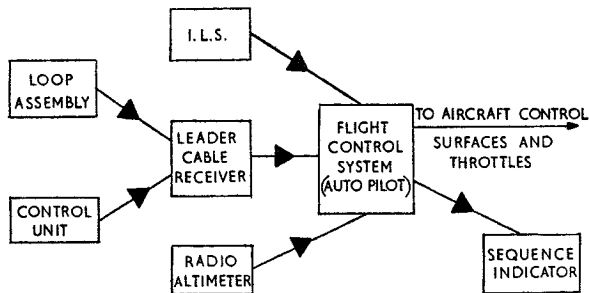 I.L.S.
LOOP
ASSEMBLY
LEADER
CABLE
RECEIVER
FLIGHT
CONTROL
SYSTEM
(AUTO PILOT)
TO AIRCRAFT CONTROL
SURFACES AND
THROTTLES
CONTROL
UNIT
RADIO
ALTIMETER
SEQUENCE
INDICATOR